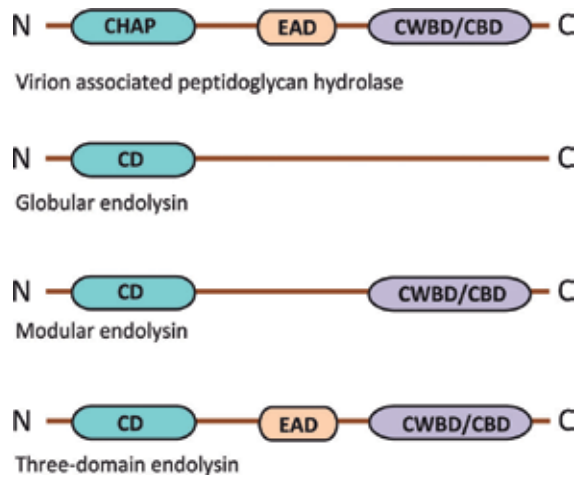 N CHAP EAD CWBD/CBD C
Virion associated peptidoglycan hydrolase
N CD C
Globular endolysin
N CD CWBD/CBD C
Modular endolysin
N CD EAD CWBD/CBD C
Three-domain endolysin